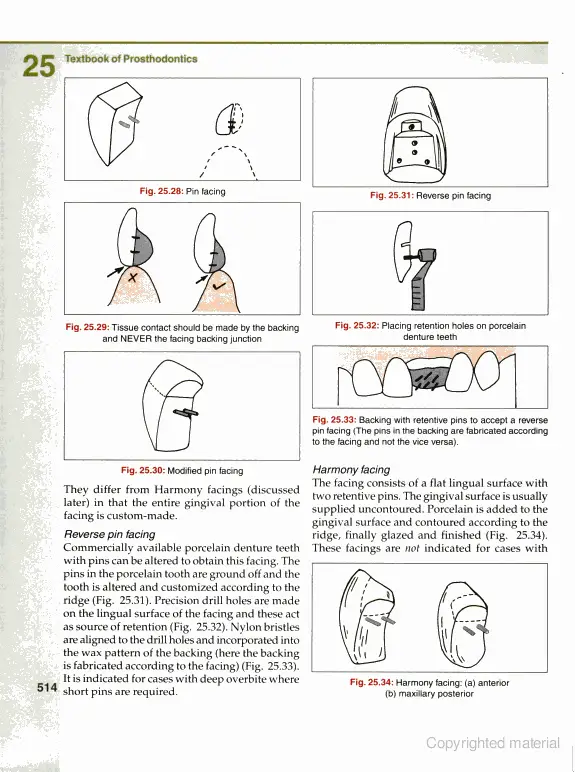 25
Textbook of Prosthodontics
Fig. 25.28: Pin facing
Fig. 25.29: Tissue contact should be made by the backing
and NEVER the facing backing junction
Fig. 25.30: Modified pin facing
They differ from Harmony facings (discussed
later) in that the entire gingival portion of the
facing is custom-made.
Reverse pin facing
Commercially available porcelain denture teeth
with pins can be altered to obtain this facing. The
pins in the porcelain tooth are ground off and the
tooth is altered and customized according to the
ridge (Fig. 25.31). Precision drill holes are made
on the lingual surface of the facing and these act
as source of retention (Fig. 25.32). Nylon bristles
are aligned to the drill holes and incorporated into
the wax pattern of the backing (here the backing
is fabricated according to the facing) (Fig. 25.33).
It is indicated for cases with deep overbite where
short pins are required.
514
Fig. 25.31: Reverse pin facing
Fig. 25.32: Placing retention holes on porcelain
denture teeth
Fig. 25.33: Backing with retentive pins to accept a reverse
pin facing (The pins in the backing are fabricated according
to the facing and not the vice versa).
Harmony facing
The facing consists of a flat lingual surface with
two retentive pins. The gingival surface is usually
supplied uncontoured. Porcelain is added to the
gingival surface and contoured according to the
ridge, finally glazed and finished (Fig. 25.34).
These facings are not indicated for cases with
Fig. 25.34: Harmony facing: (a) anterior
(b) maxillary posterior
Copyrighted material